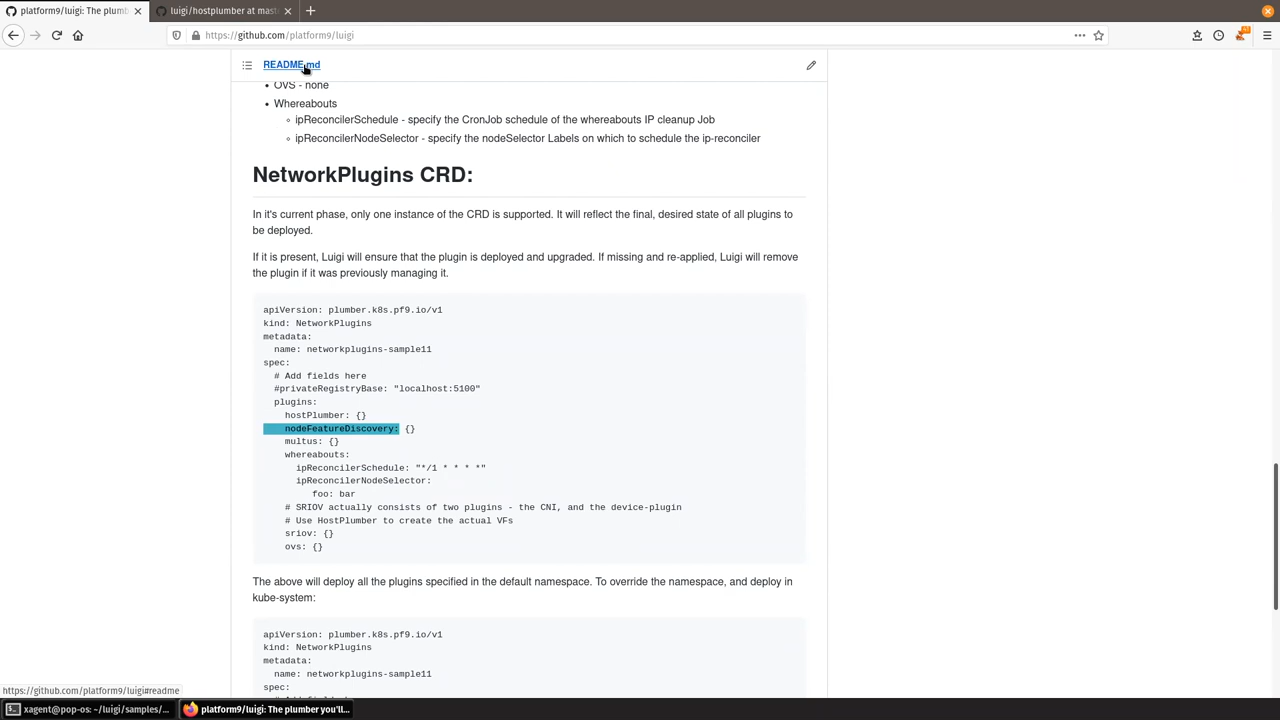 platform9/luigi: The plumb
luigi/hostplumber at mast
https://github.com/platform9/luigi
README.md
OVS - none
Whereabouts
ipReconcilerSchedule - specify the CronJob schedule of the whereabouts IP cleanup Job
ipReconcilerNodeSelector - specify the nodeSelector Labels on which to schedule the ip-reconciler
NetworkPlugins CRD:
In it's current phase, only one instance of the CRD is supported. It will reflect the final, desired state of all plugins to
be deployed.
If it is present, Luigi will ensure that the plugin is deployed and upgraded. If missing and re-applied, Luigi will remove
the plugin if it was previously managing it.
apiVersion: plumber.k8s.pf9.io/v1
kind: NetworkPlugins
metadata:
  name: networkplugins-sample11
spec:
  # Add fields here
  #privateRegistryBase: "localhost:5100"
  plugins:
    hostPlumber: {}
    nodeFeatureDiscovery: {}
    multus: {}
    whereabouts:
      ipReconcilerSchedule: "*/1 * * * *"
      ipReconcilerNodeSelector:
         foo: bar
    # SRIOV actually consists of two plugins - the CNI, and the device-plugin
    # Use HostPlumber to create the actual VFs
    sriov: {}
    ovs: {}
The above will deploy all the plugins specified in the default namespace. To override the namespace, and deploy in
kube-system:
apiVersion: plumber.k8s.pf9.io/v1
kind: NetworkPlugins
metadata:
  name: networkplugins-sample11
spec:
https://github.com/platform9/luigi#readme
xagent@pop-os: ~/luigi/samples/...
platform9/luigi: The plumber you'll...